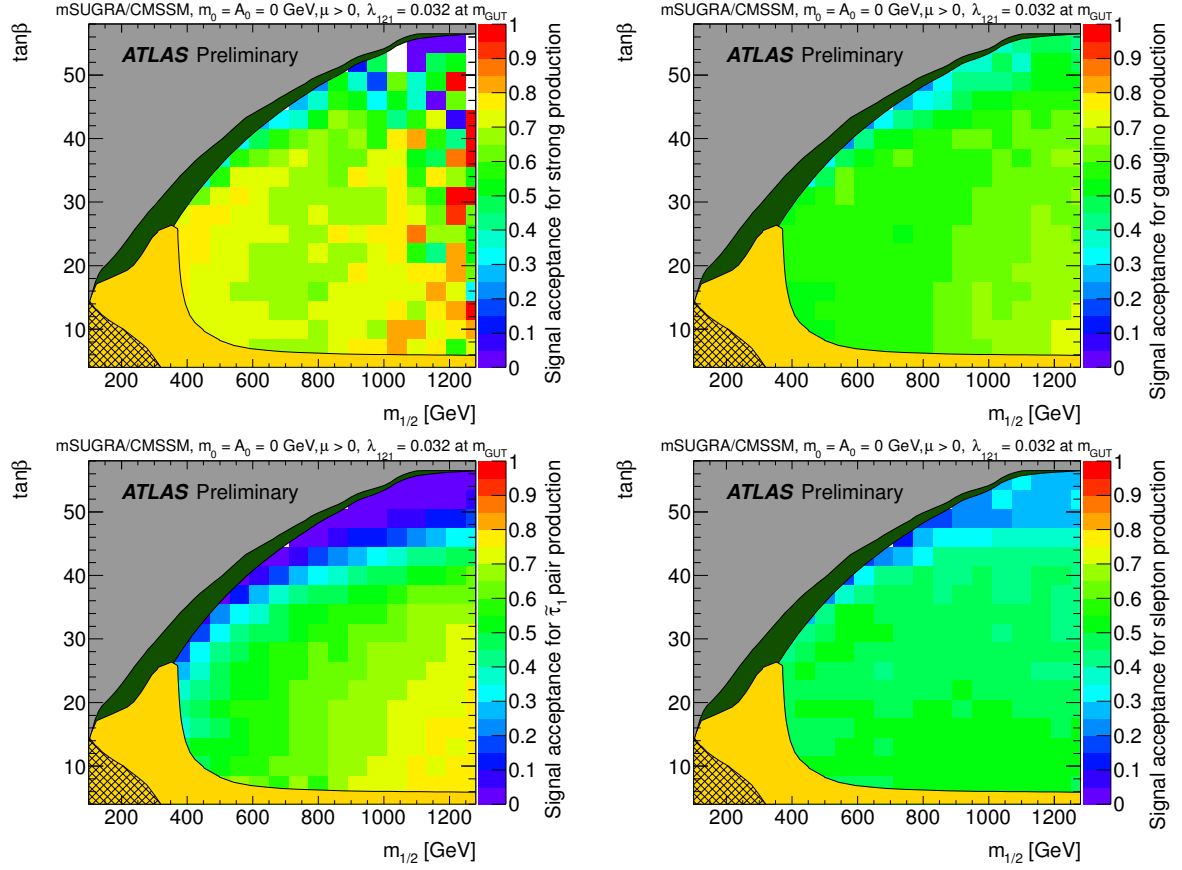 mSUGRA/CMSSM, m₀ = A₀ = 0 GeV,μ > 0, λ₁₂₁ = 0.032 at m_GUT
tanβ
ATLAS Preliminary
50
40
30
20
10
200 400 600 800 1000 1200
m₁/₂ [GeV]
1
0.9
0.8
0.7
0.6
0.5
0.4
0.3
0.2
0.1
0
Signal acceptance for strong production
mSUGRA/CMSSM, m₀ = A₀ = 0 GeV,μ > 0, λ₁₂₁ = 0.032 at m_GUT
tanβ
ATLAS Preliminary
50
40
30
20
10
200 400 600 800 1000 1200
m₁/₂ [GeV]
1
0.9
0.8
0.7
0.6
0.5
0.4
0.3
0.2
0.1
0
Signal acceptance for gaugino production
mSUGRA/CMSSM, m₀ = A₀ = 0 GeV,μ > 0, λ₁₂₁ = 0.032 at m_GUT
tanβ
ATLAS Preliminary
50
40
30
20
10
200 400 600 800 1000 1200
m₁/₂ [GeV]
1
0.9
0.8
0.7
0.6
0.5
0.4
0.3
0.2
0.1
0
Signal acceptance for τ̃₁ pair production
mSUGRA/CMSSM, m₀ = A₀ = 0 GeV,μ > 0, λ₁₂₁ = 0.032 at m_GUT
tanβ
ATLAS Preliminary
50
40
30
20
10
200 400 600 800 1000 1200
m₁/₂ [GeV]
1
0.9
0.8
0.7
0.6
0.5
0.4
0.3
0.2
0.1
0
Signal acceptance for slepton production